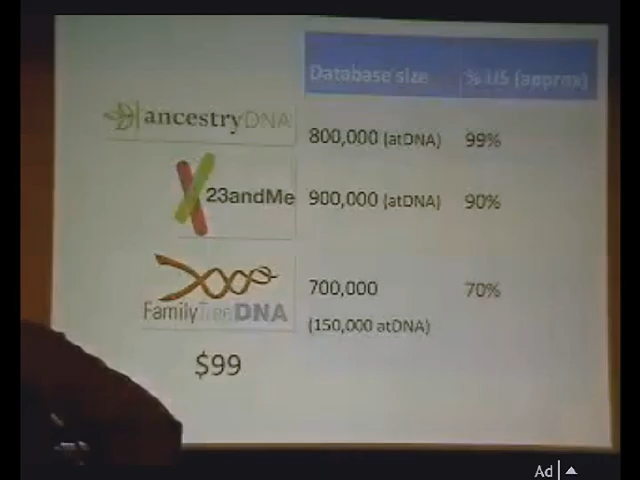 Database size % US (approx)
ancestryDNA 800,000 (atDNA) 99%
23andMe 900,000 (atDNA) 90%
FamilyTreeDNA 700,000 70%
(150,000 atDNA)
$99
Ad